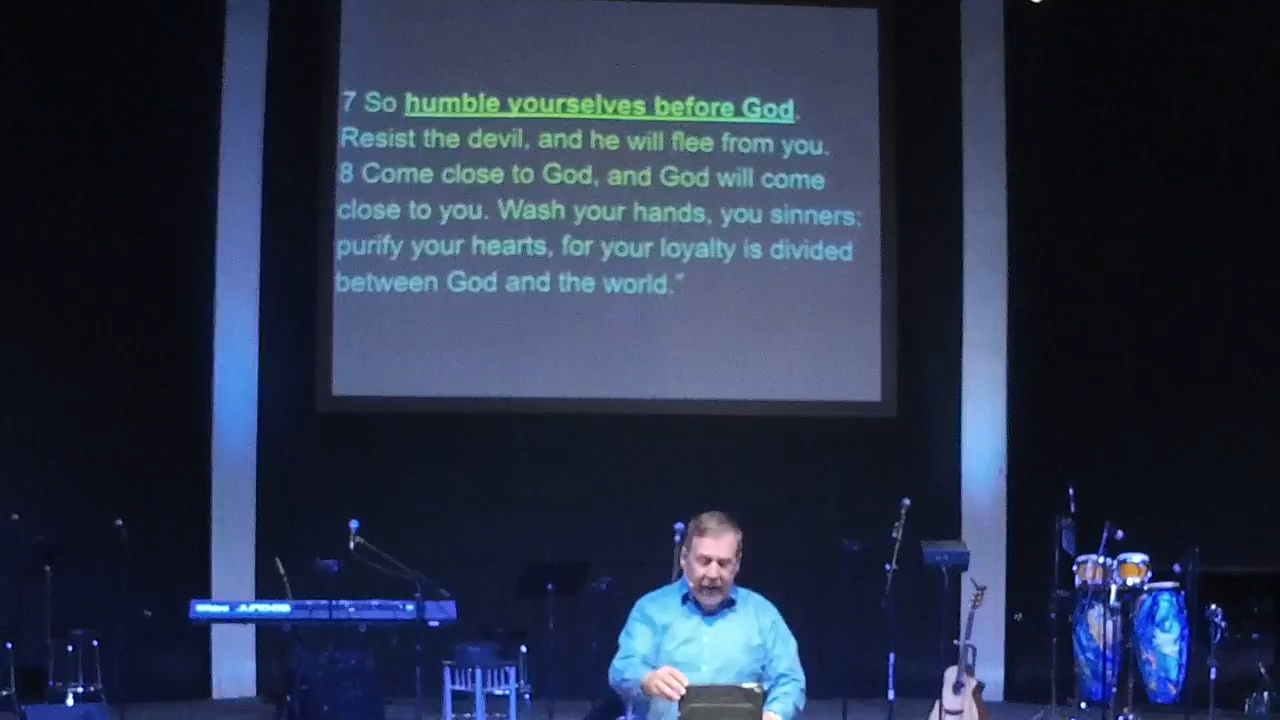 7 So humble yourselves before God.
Resist the devil, and he will flee from you.
8 Come close to God, and God will come
close to you. Wash your hands, you sinners;
purify your hearts, for your loyalty is divided
between God and the world.”